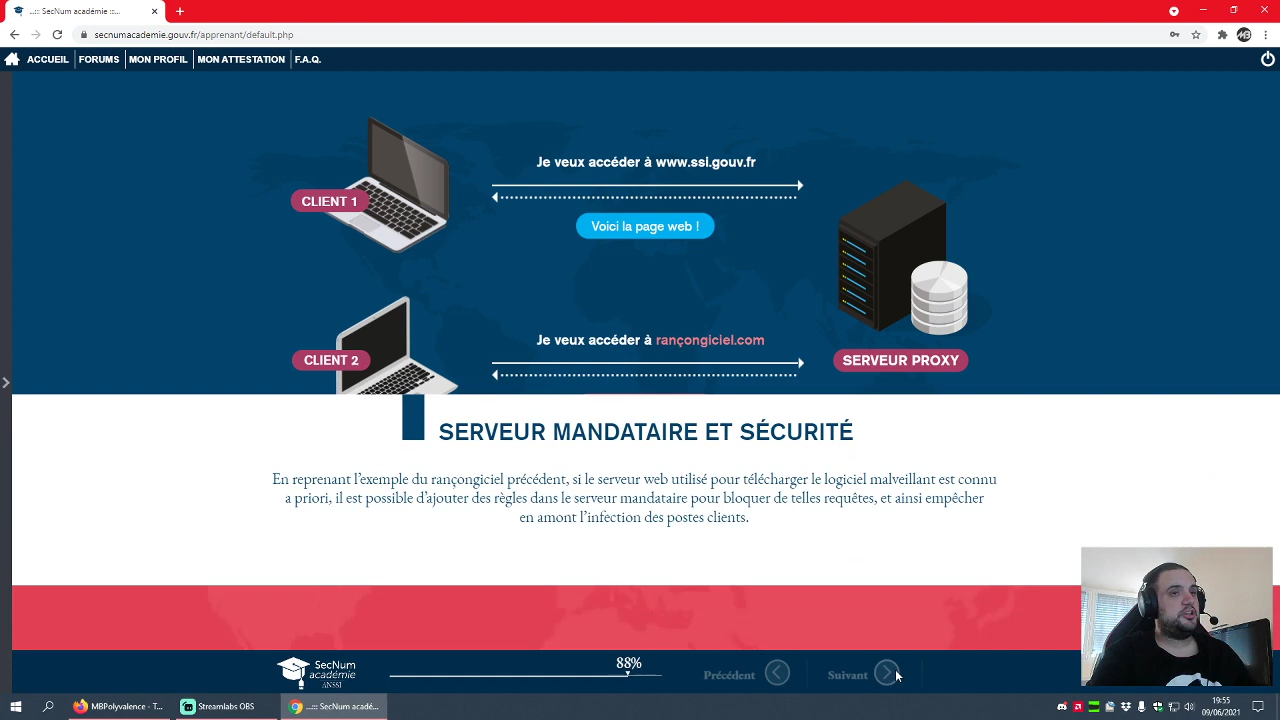 ..:: SecNum académie ::..
secnumacademie.gouv.fr/apprenant/default.php
ACCUEIL
FORUMS
MON PROFIL
MON ATTESTATION
F.A.Q.
Je veux accéder à www.ssi.gouv.fr
CLIENT 1
Voici la page web !
Je veux accéder à rançongiciel.com
CLIENT 2
SERVEUR PROXY
SERVEUR MANDATAIRE ET SÉCURITÉ
En reprenant l’exemple du rançongiciel précédent, si le serveur web utilisé pour télécharger le logiciel malveillant est connu
a priori, il est possible d’ajouter des règles dans le serveur mandataire pour bloquer de telles requêtes, et ainsi empêcher
en amont l’infection des postes clients.
SecNum
académie
ANSSI
88%
Précédent
Suivant
MBPolyvalence - T...
Streamlabs OBS
..:: SecNum acadé...
19:55
09/06/2021